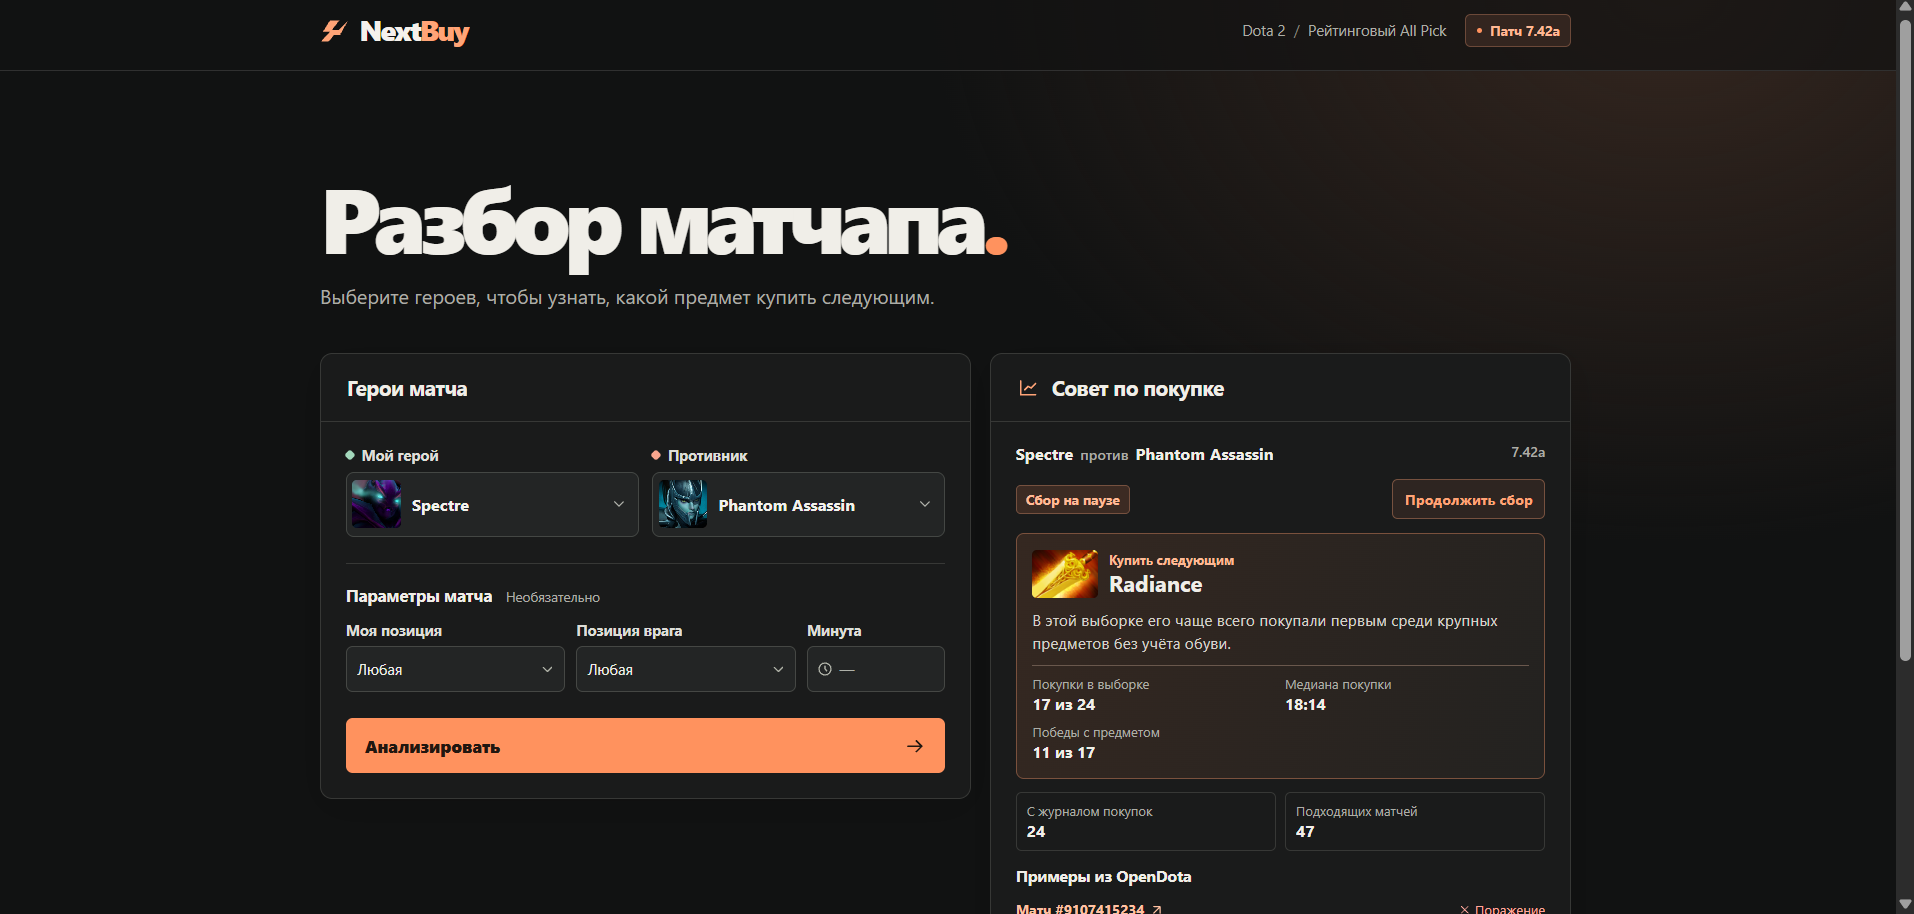 NextBuy
Dota 2 / Рейтинговый All Pick
Патч 7.42a
Разбор матчапа.
Выберите героев, чтобы узнать, какой предмет купить следующим.
Герои матча
Мой герой
Spectre
Противник
Phantom Assassin
Параметры матча Необязательно
Моя позиция
Любая
Позиция врага
Любая
Минута
—
Анализировать
Совет по покупке
Spectre против Phantom Assassin
7.42a
Сбор на паузе
Продолжить сбор
Купить следующим
Radiance
В этой выборке его чаще всего покупали первым среди крупных
предметов без учёта обуви.
Покупки в выборке
17 из 24
Медиана покупки
18:14
Победы с предметом
11 из 17
С журналом покупок
24
Подходящих матчей
47
Примеры из OpenDota
Матч #9107415234
Поражение